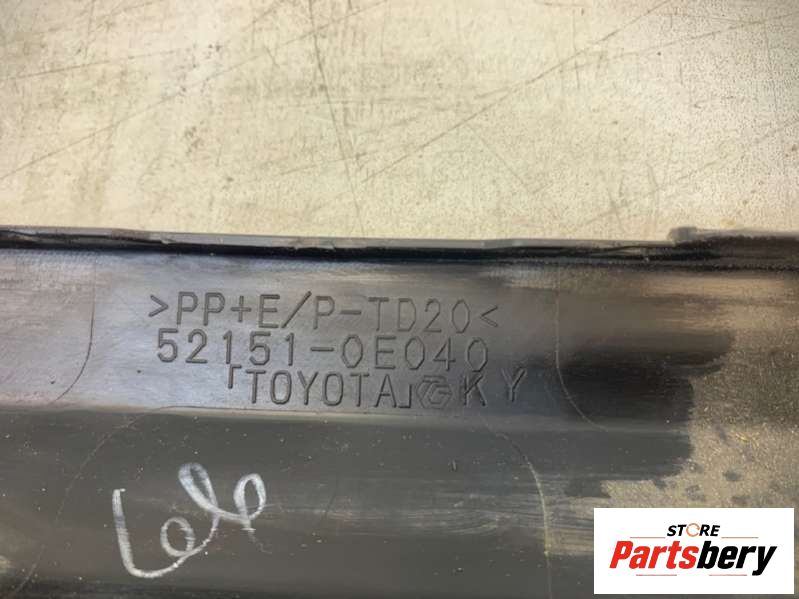 >PP+E/P-TD20<
52151-0E040
「TOYOTA」 KY
STORE
Partsbery